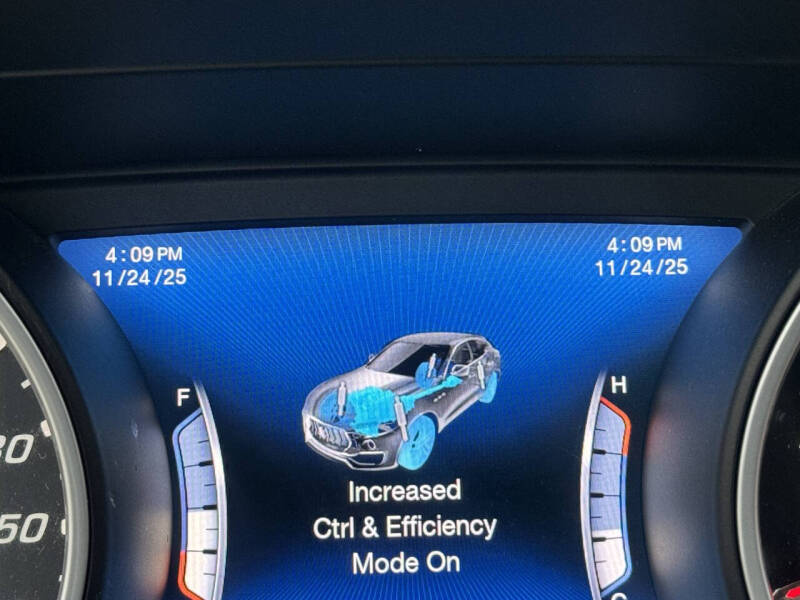 4:09 PM
11/24/25
4:09 PM
11/24/25
F
H
Increased
Ctrl & Efficiency
Mode On